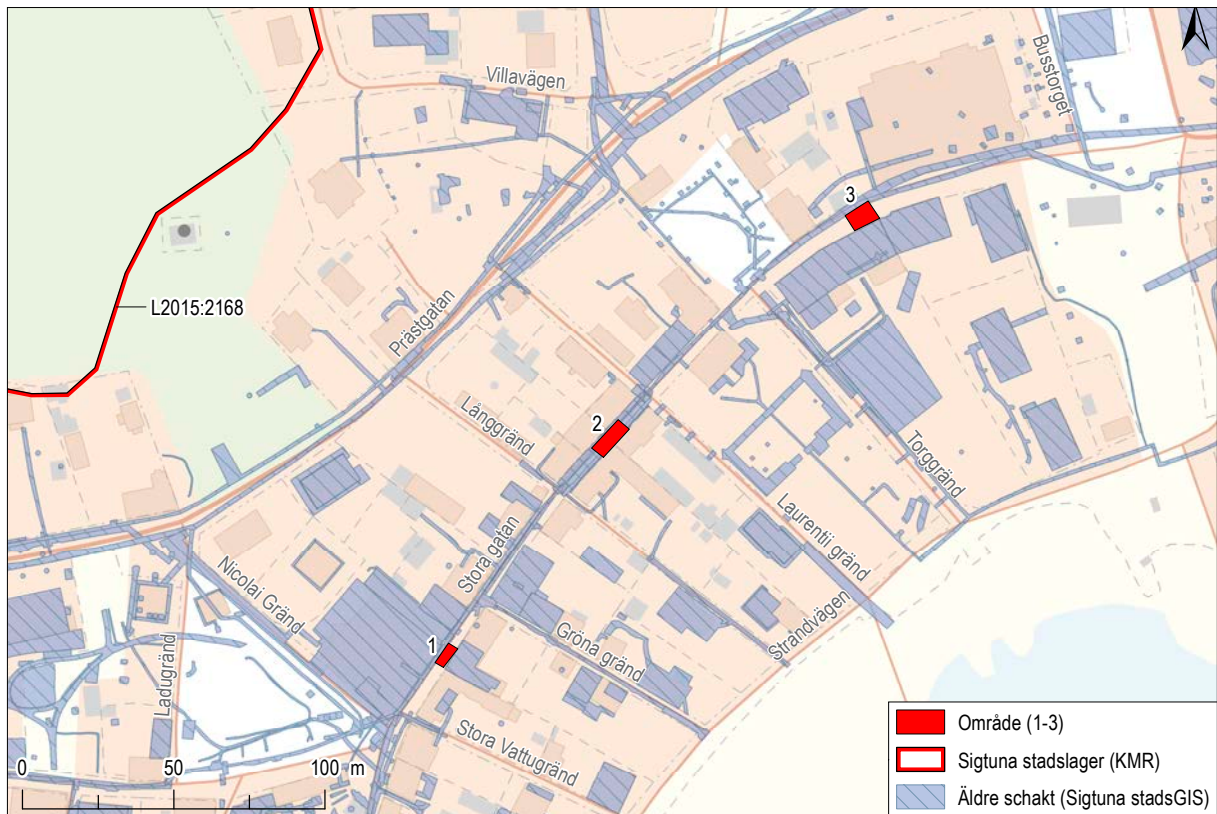 Villavägen
Busstorget
3
L2015:2168
Prästgatan
Långgränd
2
Torggränd
Laurenti gränd
Stora gatan
Nicolai Gränd
Strandvägen
1
Gröna gränd
Ladugränd
Stora Vattugränd
0 50 100 m
Område (1-3)
Sigtuna stadslager (KMR)
Äldre schakt (Sigtuna stadsGIS)